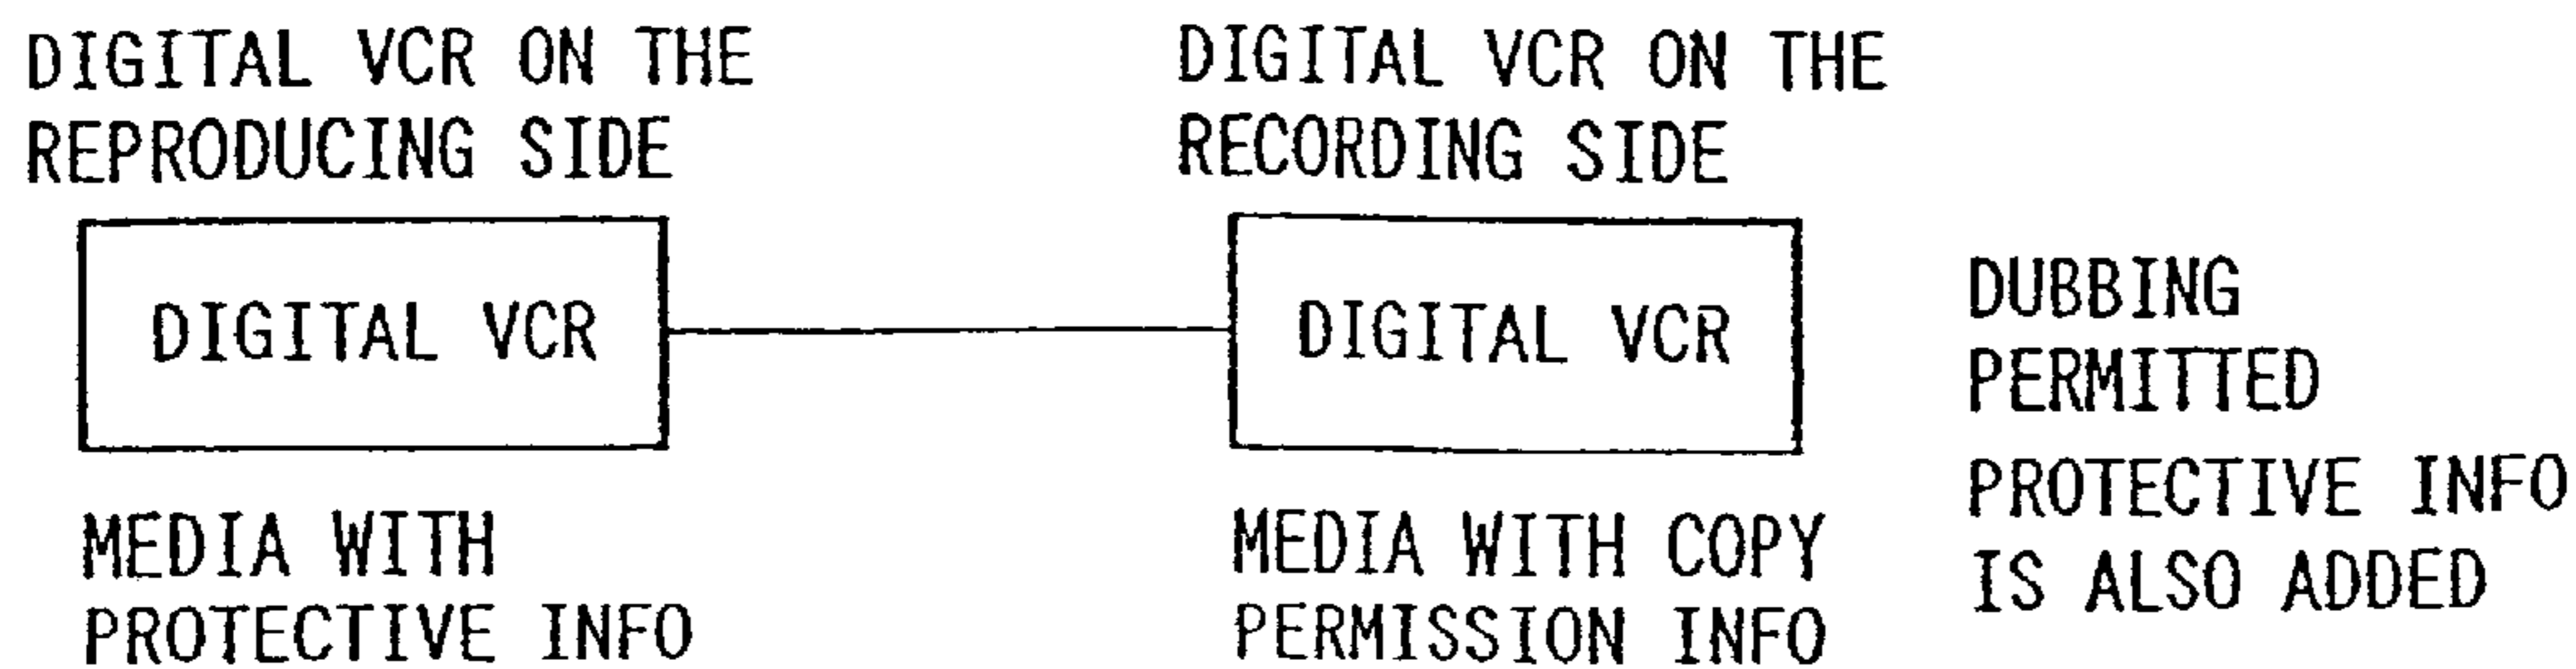 DIGITAL VCR ON THE
REPRODUCING SIDE
DIGITAL VCR
MEDIA WITH
PROTECTIVE INFO
DIGITAL VCR ON THE
RECORDING SIDE
DIGITAL VCR
MEDIA WITH COPY
PERMISSION INFO
DUBBING
PERMITTED
PROTECTIVE INFO
IS ALSO ADDED